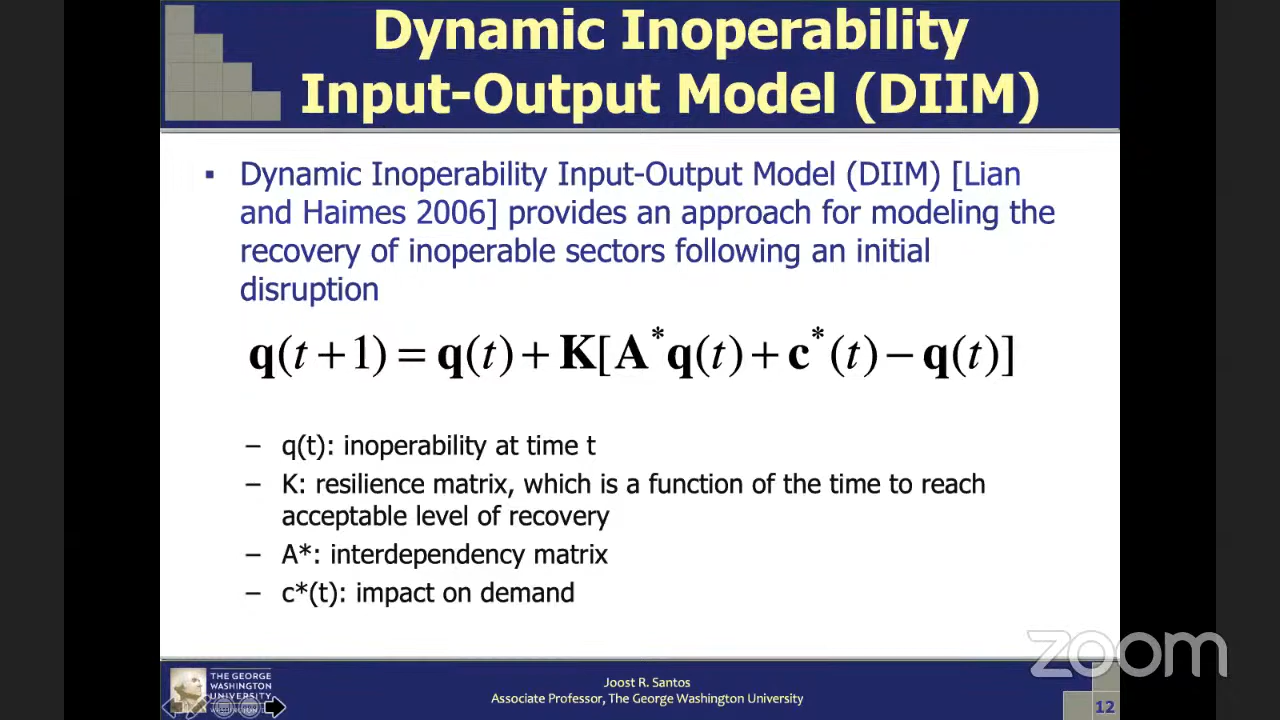 Dynamic Inoperability
Input-Output Model (DIIM)
▪ Dynamic Inoperability Input-Output Model (DIIM) [Lian
and Haimes 2006] provides an approach for modeling the
recovery of inoperable sectors following an initial
disruption
q(t+1) = q(t) + K[A*q(t) + c*(t) − q(t)]
– q(t): inoperability at time t
– K: resilience matrix, which is a function of the time to reach
acceptable level of recovery
– A*: interdependency matrix
– c*(t): impact on demand
zoom
THE GEORGE
WASHINGTON
UNIVERSITY
Joost R. Santos
Associate Professor, The George Washington University
12